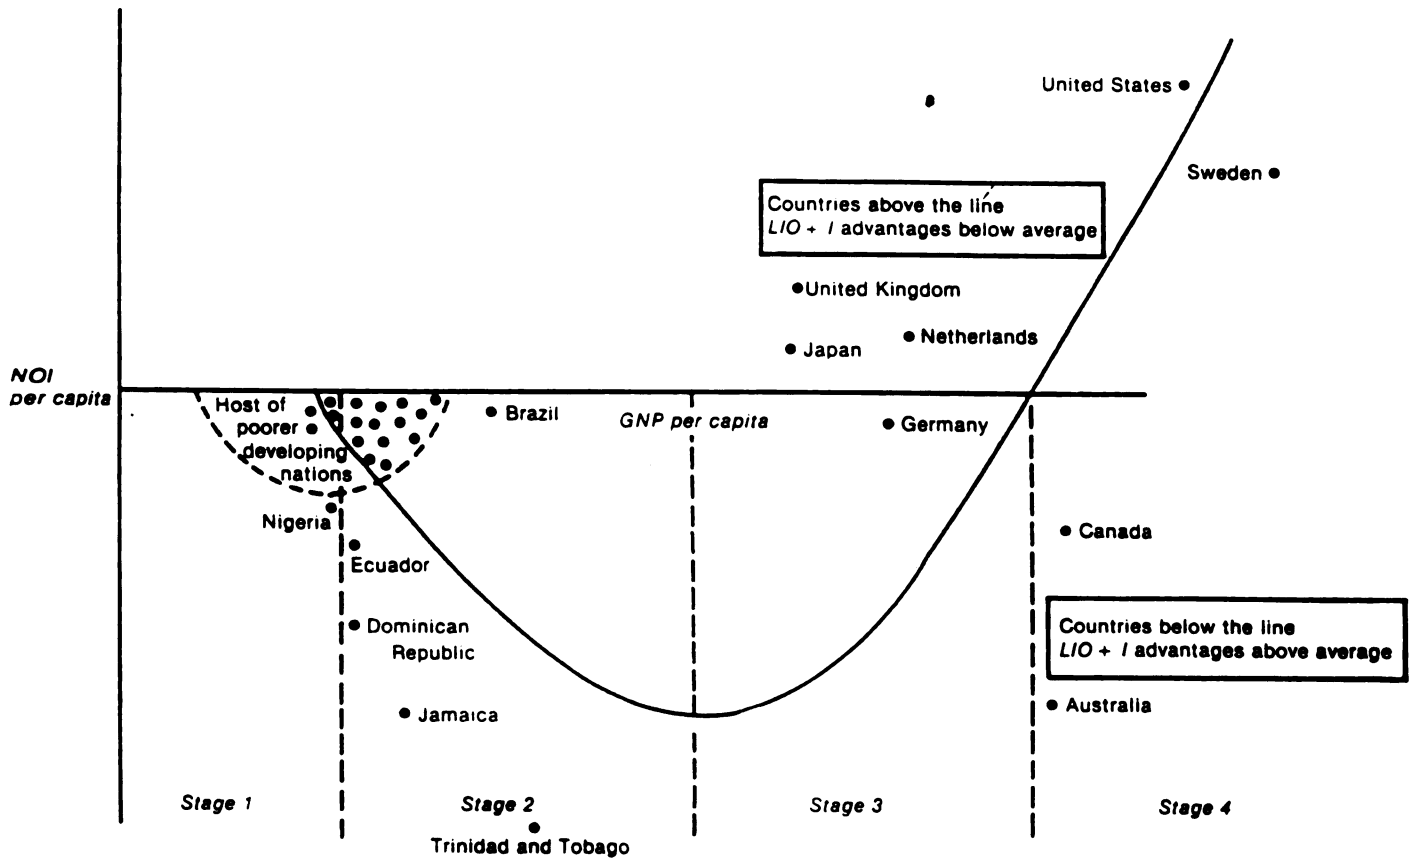 United States
Sweden
Countries above the line
L/O + I advantages below average
United Kingdom
Netherlands
Japan
NOI
per capita
Host of
poorer
developing
nations
Brazil
GNP per capita
Germany
Nigeria
Canada
Ecuador
Dominican
Republic
Countries below the line
L/O + I advantages above average
Jamaica
Australia
Stage 1
Stage 2
Stage 3
Stage 4
Trinidad and Tobago